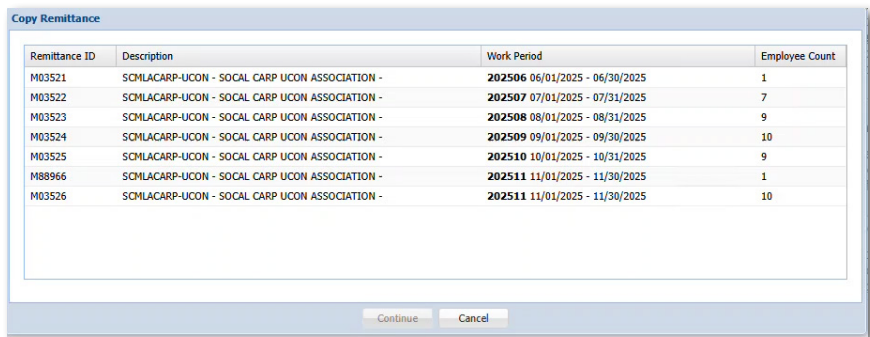 Copy Remittance
Remittance ID Description Work Period Employee Count
M03521 SCMLACARP-UCON - SOCAL CARP UCON ASSOCIATION - 202506 06/01/2025 - 06/30/2025 1
M03522 SCMLACARP-UCON - SOCAL CARP UCON ASSOCIATION - 202507 07/01/2025 - 07/31/2025 7
M03523 SCMLACARP-UCON - SOCAL CARP UCON ASSOCIATION - 202508 08/01/2025 - 08/31/2025 9
M03524 SCMLACARP-UCON - SOCAL CARP UCON ASSOCIATION - 202509 09/01/2025 - 09/30/2025 10
M03525 SCMLACARP-UCON - SOCAL CARP UCON ASSOCIATION - 202510 10/01/2025 - 10/31/2025 9
M88966 SCMLACARP-UCON - SOCAL CARP UCON ASSOCIATION - 202511 11/01/2025 - 11/30/2025 1
M03526 SCMLACARP-UCON - SOCAL CARP UCON ASSOCIATION - 202511 11/01/2025 - 11/30/2025 10
Continue Cancel